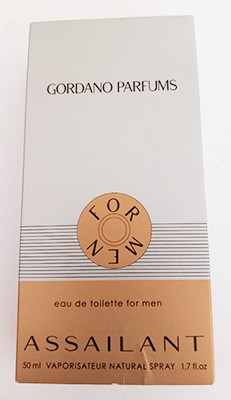 GORDANO PARFUMS
FOR
MEN
eau de toilette for men
ASSAILANT
50 ml VAPORISATEUR NATURAL SPRAY 1,7 fl.oz